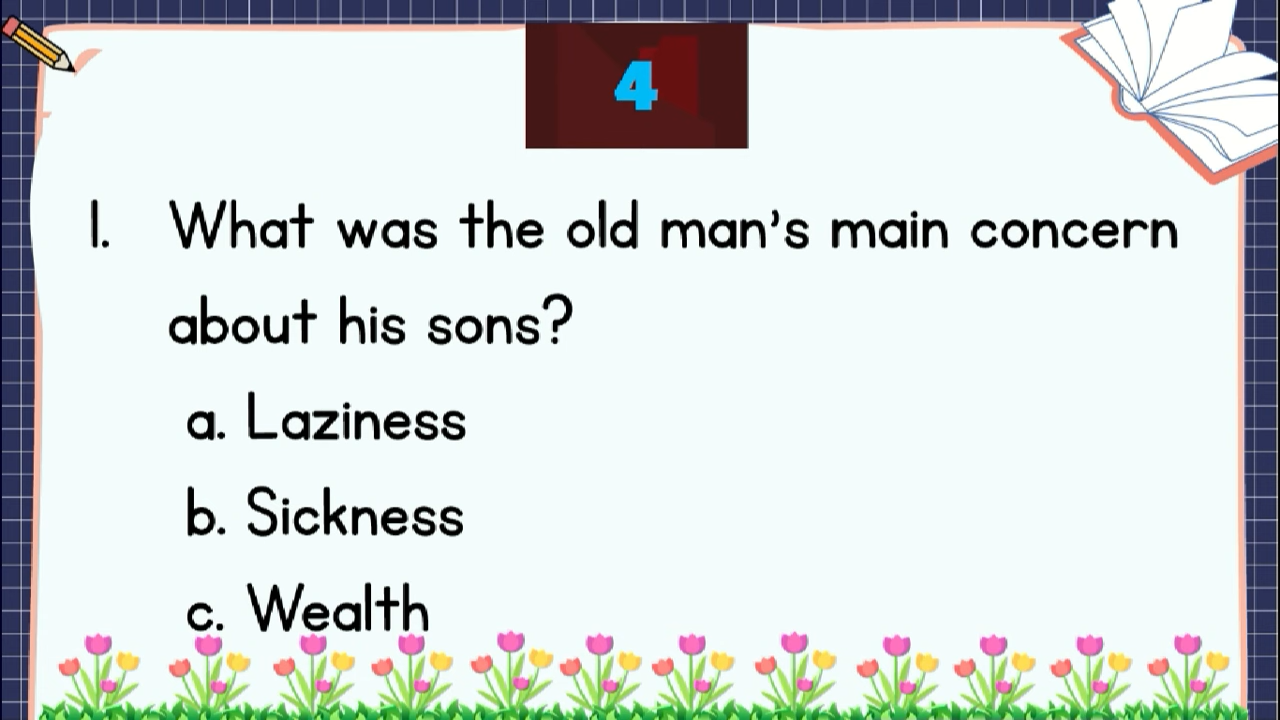 4
1. What was the old man's main concern
about his sons?
a. Laziness
b. Sickness
c. Wealth